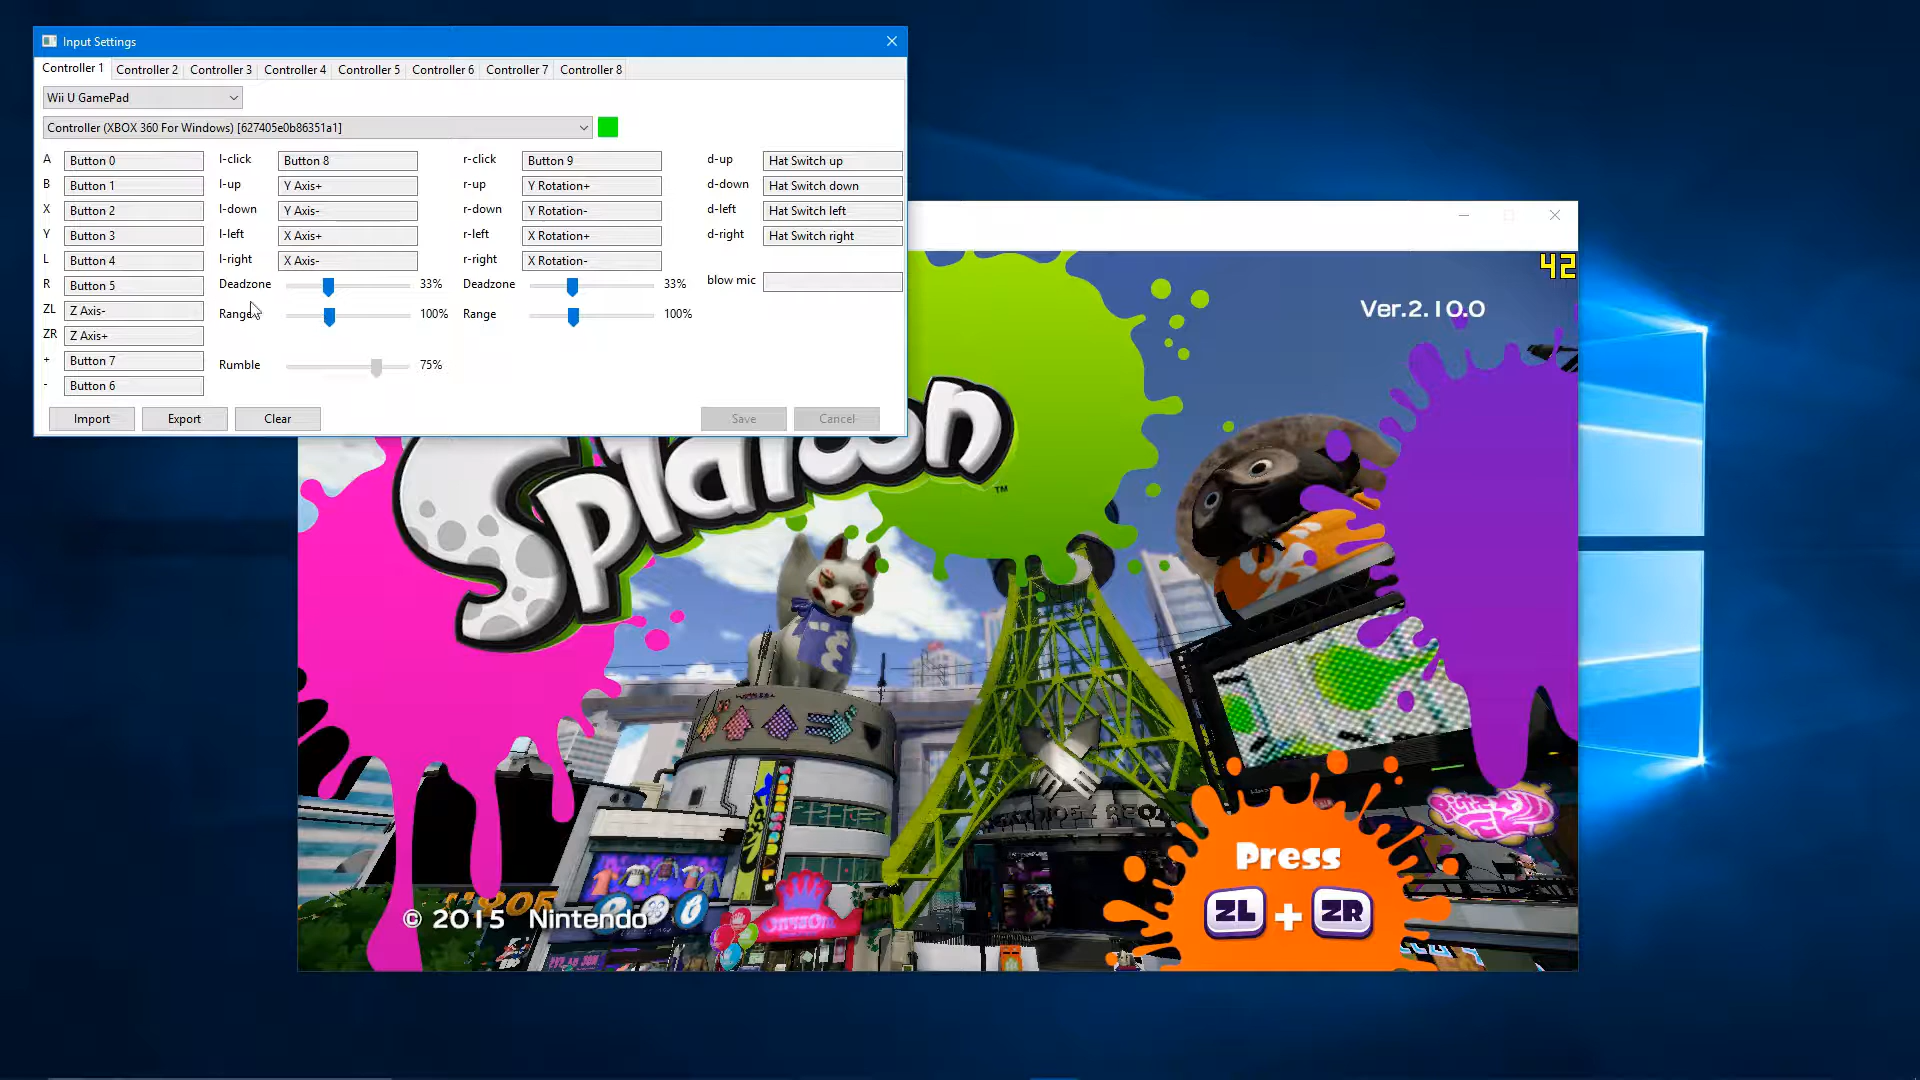 Input Settings
Controller 1 Controller 2 Controller 3 Controller 4 Controller 5 Controller 6 Controller 7 Controller 8
Wii U GamePad
Controller (XBOX 360 For Windows) [627405e0b86351a1]
A Button 0 l-click Button 8 r-click Button 9 d-up Hat Switch up
B Button 1 l-up Y Axis+ r-up Y Rotation+ d-down Hat Switch down
X Button 2 l-down Y Axis- r-down Y Rotation- d-left Hat Switch left
Y Button 3 l-left X Axis+ r-left X Rotation+ d-right Hat Switch right
L Button 4 l-right X Axis- r-right X Rotation-
R Button 5 Deadzone 33% Deadzone 33% blow mic
ZL Z Axis- Range 100% Range 100%
ZR Z Axis+
+ Button 7 Rumble 75%
- Button 6
Import Export Clear Save Cancel
42
Ver.2.10.0
Splatoon
TM
Press
ZL + ZR
© 2015 Nintendo